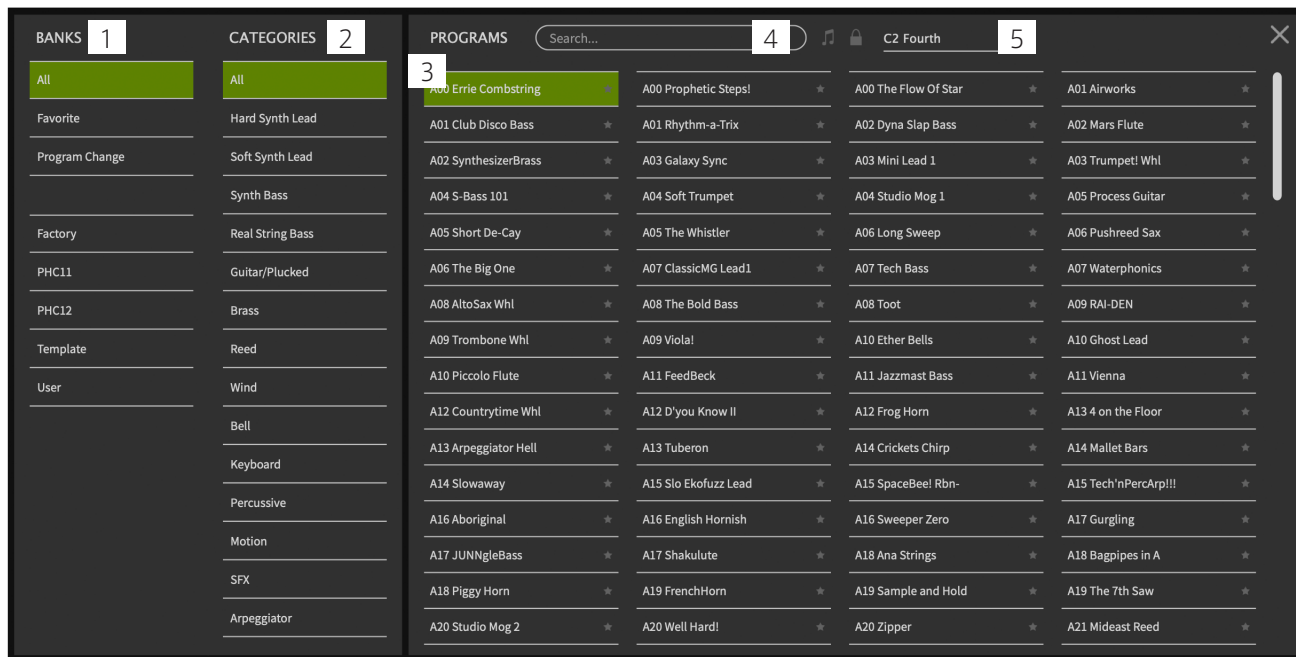 BANKS 1
All
Favorite
Program Change
Factory
PHC11
PHC12
Template
User
CATEGORIES 2
All
Hard Synth Lead
Soft Synth Lead
Synth Bass
Real String Bass
Guitar/Plucked
Brass
Reed
Wind
Bell
Keyboard
Percussive
Motion
SFX
Arpeggiator
PROGRAMS Search... 4 C2 Fourth 5
3
A00 Errie Combstring A00 Prophetic Steps! A00 The Flow Of Star A01 Airworks
A01 Club Disco Bass A01 Rhythm-a-Trix A02 Dyna Slap Bass A02 Mars Flute
A02 SynthesizerBrass A03 Galaxy Sync A03 Mini Lead 1 A03 Trumpet! Whl
A04 S-Bass 101 A04 Soft Trumpet A04 Studio Mog 1 A05 Process Guitar
A05 Short De-Cay A05 The Whistler A06 Long Sweep A06 Pushreed Sax
A06 The Big One A07 ClassicMG Lead1 A07 Tech Bass A07 Waterphonics
A08 AltoSax Whl A08 The Bold Bass A08 Toot A09 RAI-DEN
A09 Trombone Whl A09 Viola! A10 Ether Bells A10 Ghost Lead
A10 Piccolo Flute A11 FeedBeck A11 Jazzmast Bass A11 Vienna
A12 Countrytime Whl A12 D'you Know II A12 Frog Horn A13 4 on the Floor
A13 Arpeggiator Hell A13 Tuberon A14 Crickets Chirp A14 Mallet Bars
A14 Slowaway A15 Slo Ekofuzz Lead A15 SpaceBee! Rbn- A15 Tech'nPercArp!!!
A16 Aboriginal A16 English Hornish A16 Sweeper Zero A17 Gurgling
A17 JUNNgleBass A17 Shakulute A18 Ana Strings A18 Bagpipes in A
A18 Piggy Horn A19 FrenchHorn A19 Sample and Hold A19 The 7th Saw
A20 Studio Mog 2 A20 Well Hard! A20 Zipper A21 Mideast Reed